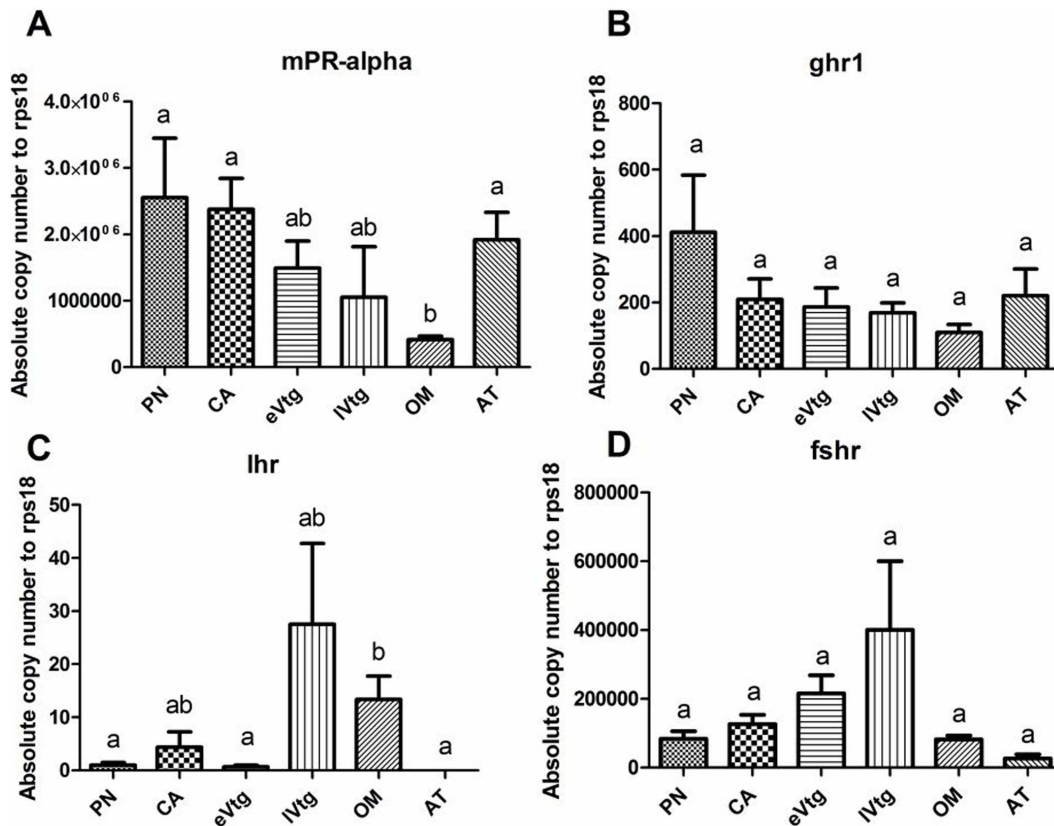 A
mPR-alpha
Absolute copy number to rps18
4.0×10⁰⁶
3.0×10⁰⁶
2.0×10⁰⁶
1000000
0
a
a
ab
ab
b
a
PN
CA
eVtg
lVtg
OM
AT
B
ghr1
Absolute copy number to rps18
800
600
400
200
0
a
a
a
a
a
a
PN
CA
eVtg
lVtg
OM
AT
C
lhr
Absolute copy number to rps18
50
40
30
20
10
0
a
ab
a
ab
b
a
PN
CA
eVtg
lVtg
OM
AT
D
fshr
Absolute copy number to rps18
800000
600000
400000
200000
0
a
a
a
a
a
a
PN
CA
eVtg
lVtg
OM
AT